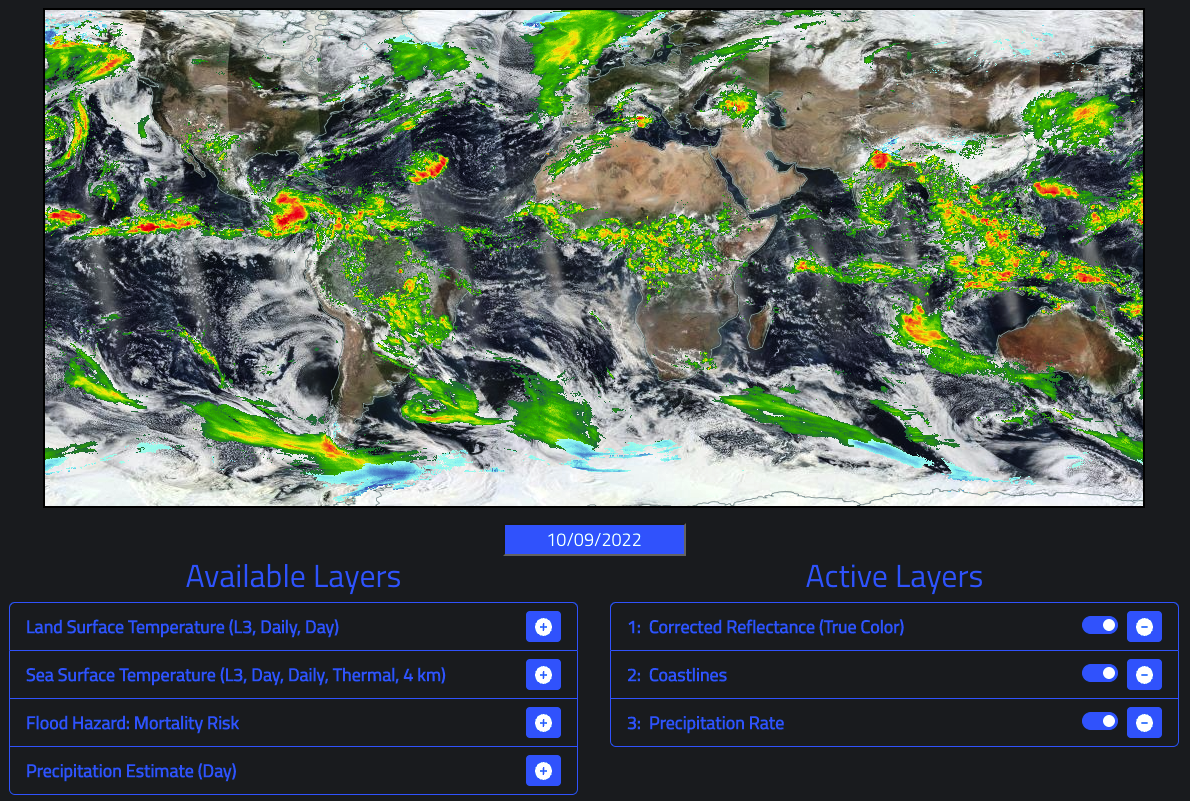 10/09/2022
Available Layers
Land Surface Temperature (L3, Daily, Day)
Sea Surface Temperature (L3, Day, Daily, Thermal, 4 km)
Flood Hazard: Mortality Risk
Precipitation Estimate (Day)
Active Layers
1: Corrected Reflectance (True Color)
2: Coastlines
3: Precipitation Rate